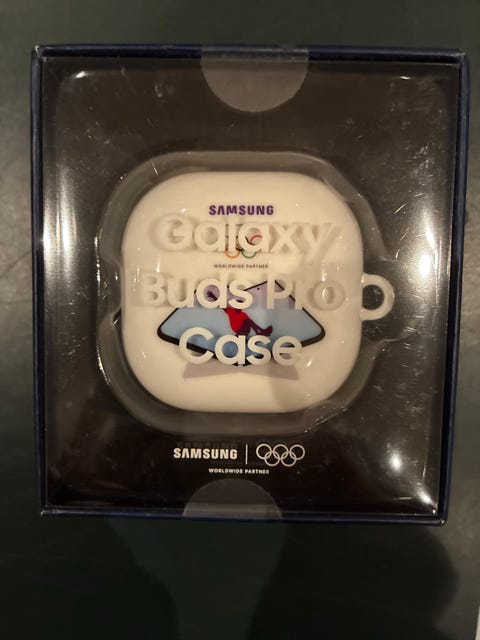 SAMSUNG
Galaxy
WORLDWIDE PARTNER
Buds Pro
Case
SAMSUNG
WORLDWIDE PARTNER